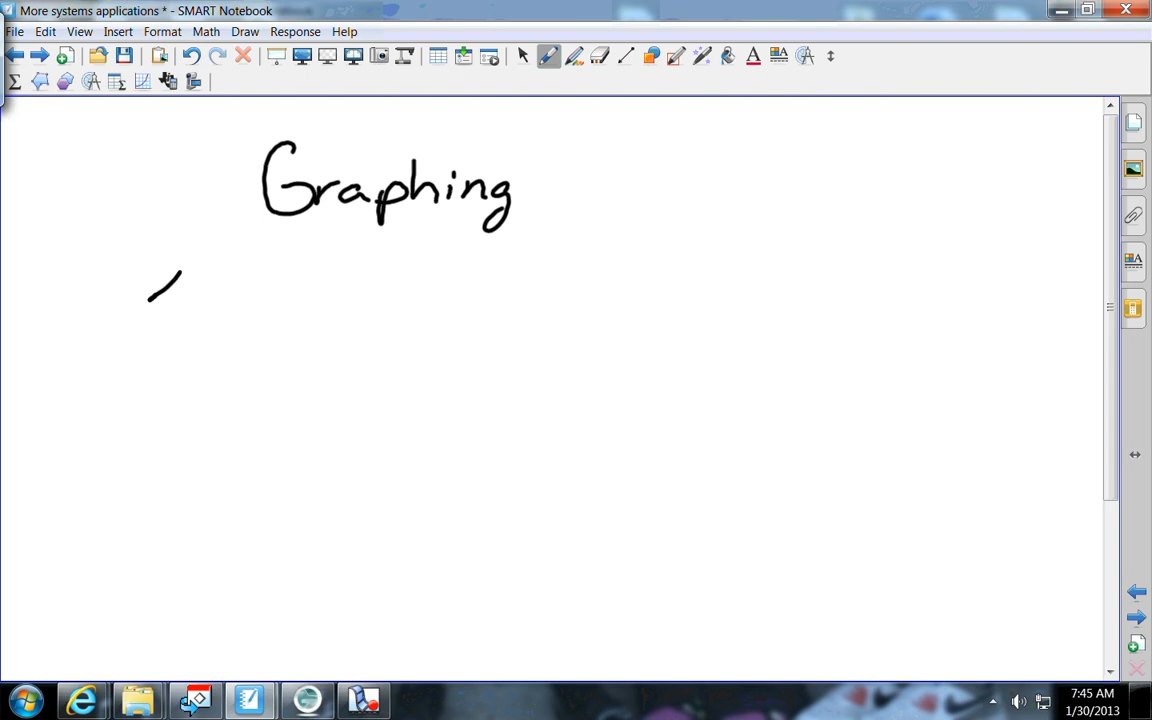 More systems applications * - SMART Notebook
File Edit View Insert Format Math Draw Response Help
Graphing
7:45 AM
1/30/2013